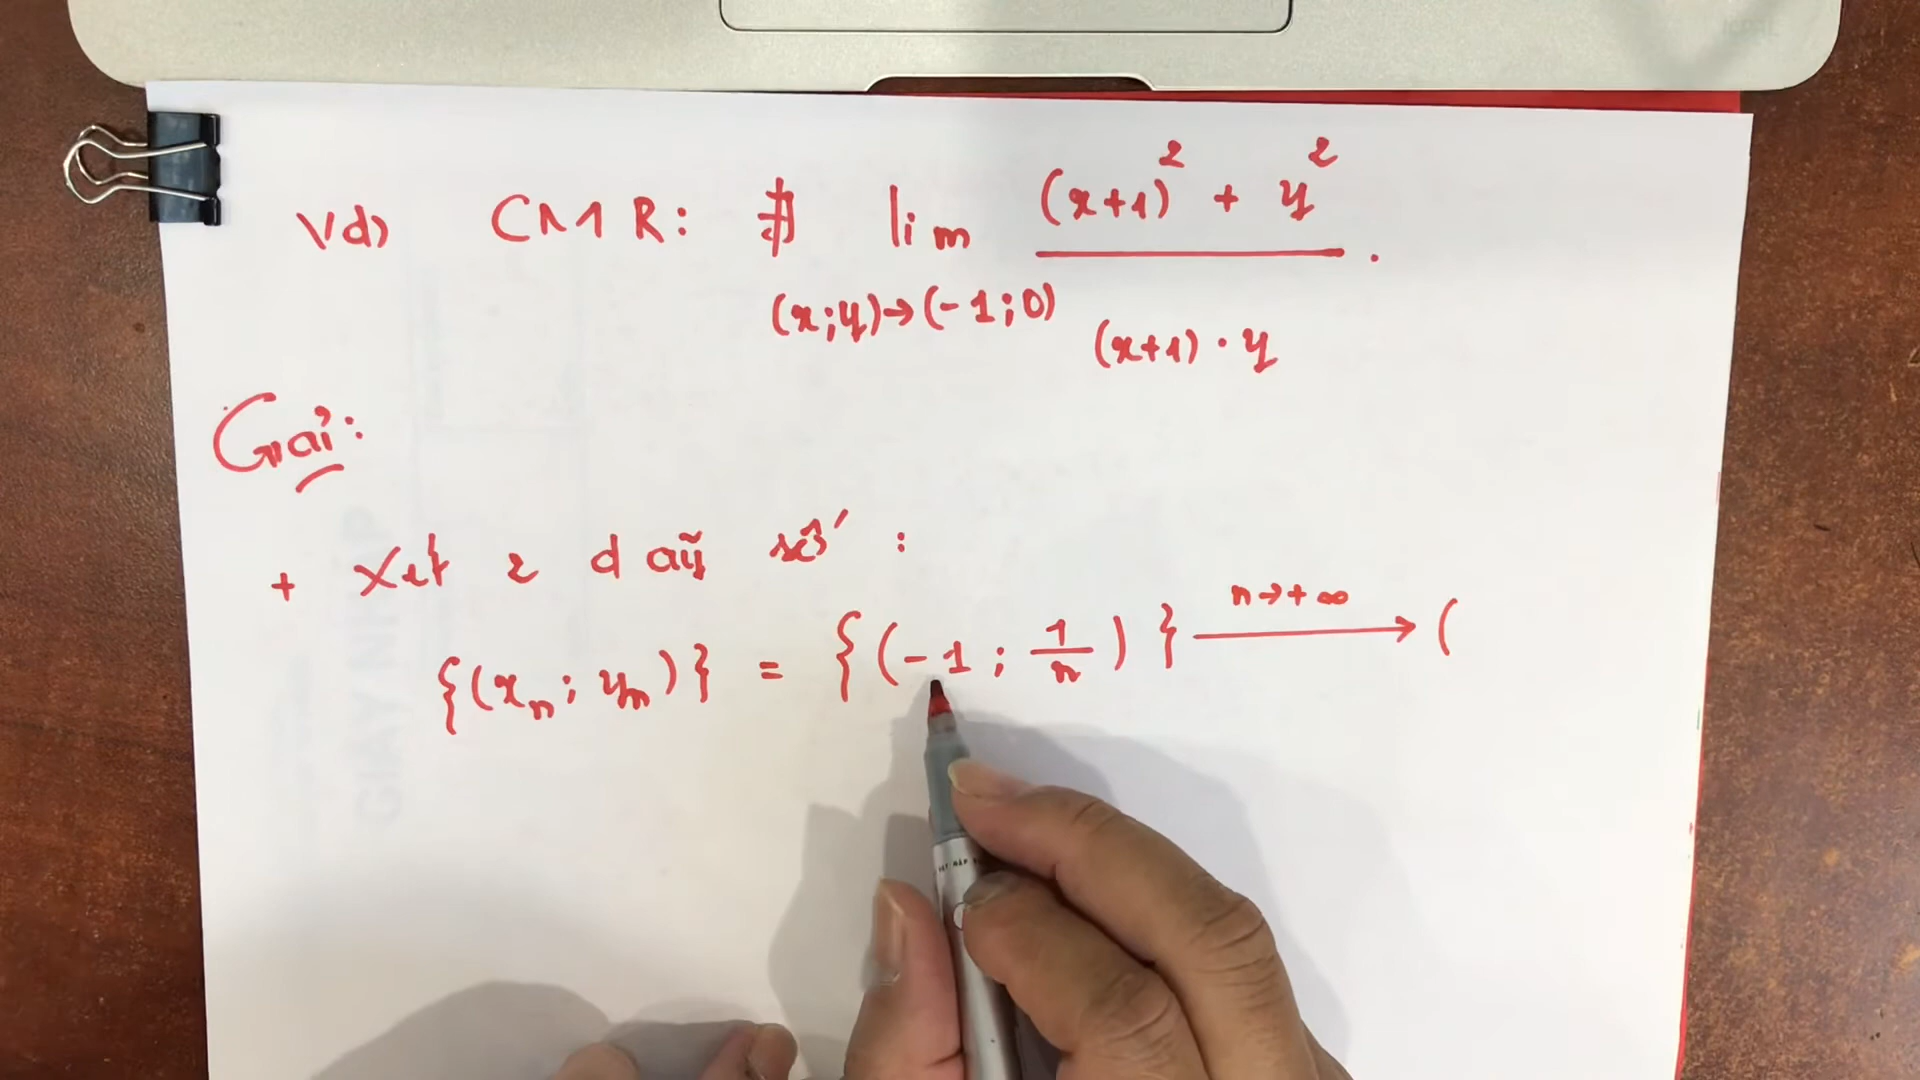 Vd) CMR: ∄ lim (x+1)² + y² .
(x;y)→(-1;0) (x+1) · y
Giải:
+ Xét 2 dãy số :
n→+∞
{(xₙ; yₙ)} = {(-1; 1/n)} ⟶ (